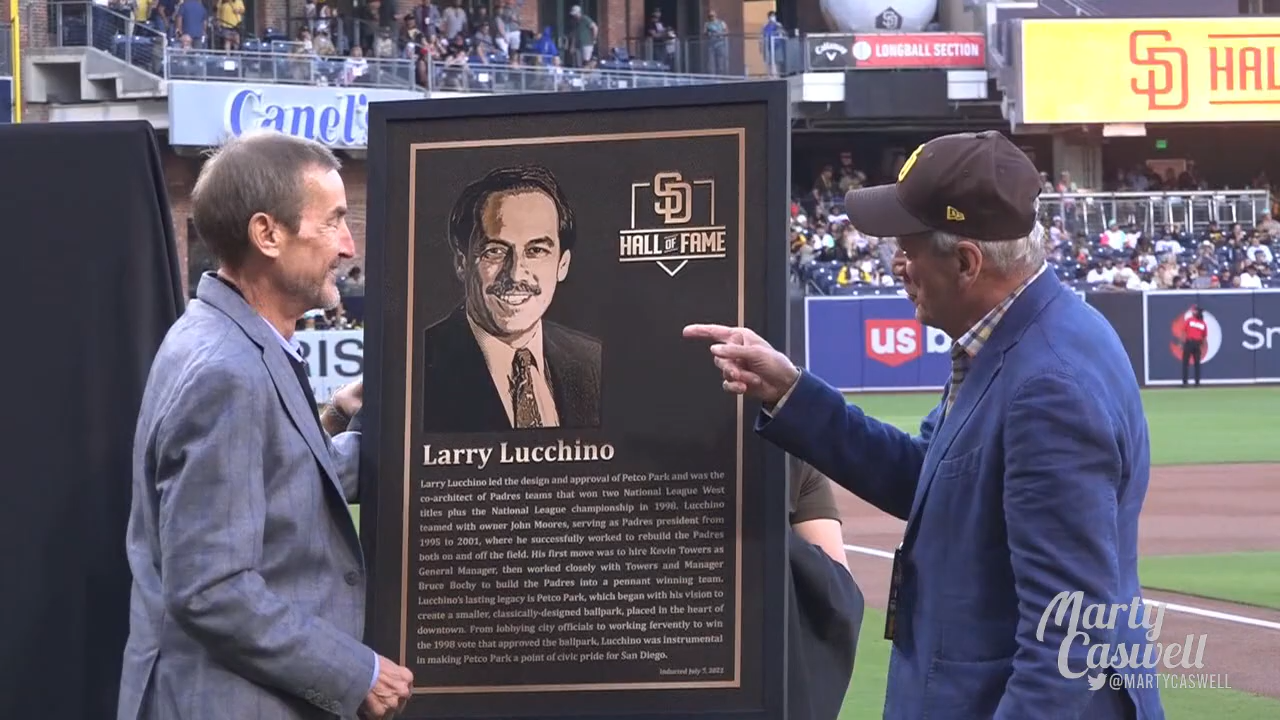 LONGBALL SECTION
Callaway
SD
HAL
Canel's
SD
HALL OF FAME
US b
Sm
RIS
Larry Lucchino
Larry Lucchino led the design and approval of Petco Park and was the
co-architect of Padres teams that won two National League West
titles plus the National League championship in 1998. Lucchino
teamed with owner John Moores, serving as Padres president from
1995 to 2001, where he successfully worked to rebuild the Padres
both on and off the field. His first move was to hire Kevin Towers as
General Manager, then worked closely with Towers and Manager
Bruce Bochy to build the Padres into a pennant winning team.
Lucchino's lasting legacy is Petco Park, which began with his vision to
create a smaller, classically-designed ballpark, placed in the heart of
downtown. From lobbying city officials to working fervently to win
the 1998 vote that approved the ballpark, Lucchino was instrumental
in making Petco Park a point of civic pride for San Diego.
Marty
Caswell
@MARTYCASWELL